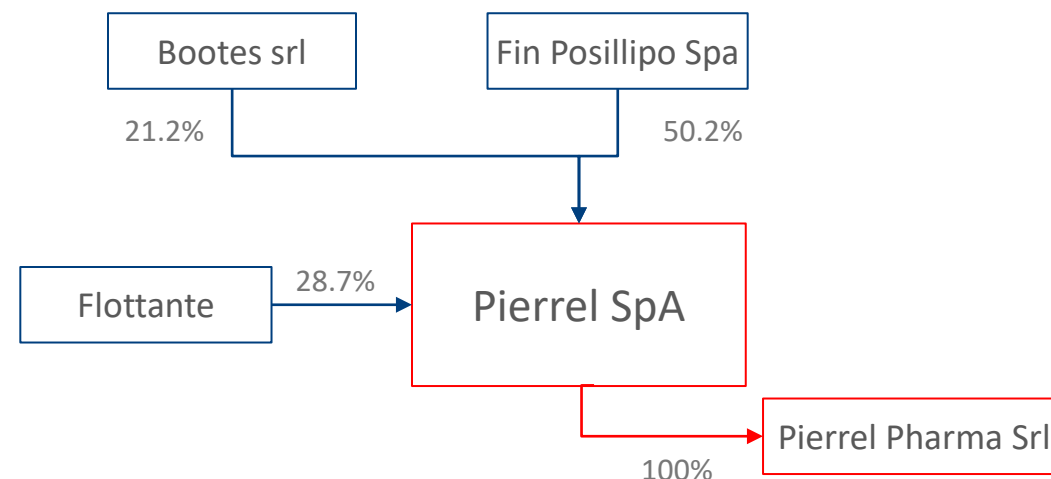 Bootes srl
Fin Posillipo Spa
21.2%
50.2%
Flottante
28.7%
Pierrel SpA
Pierrel Pharma Srl
100%